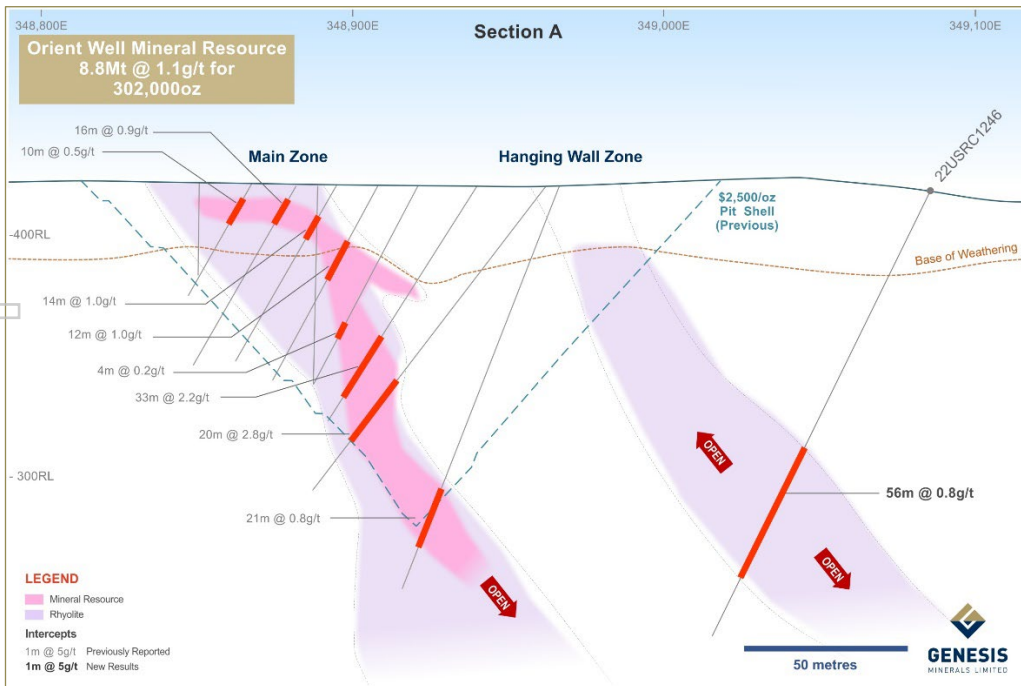 348,800E
348,900E
349,000E
349,100E
Section A
Orient Well Mineral Resource
8.8Mt @ 1.1g/t for
302,000oz
22USRC1246
16m @ 0.9g/t
10m @ 0.5g/t
Main Zone
Hanging Wall Zone
$2,500/oz
Pit Shell
(Previous)
-400RL
Base of Weathering
14m @ 1.0g/t
12m @ 1.0g/t
4m @ 0.2g/t
33m @ 2.2g/t
20m @ 2.8g/t
OPEN
- 300RL
56m @ 0.8g/t
21m @ 0.8g/t
OPEN
OPEN
LEGEND
Mineral Resource
Rhyolite
Intercepts
1m @ 5g/t Previously Reported
1m @ 5g/t New Results
50 metres
GENESIS
MINERALS LIMITED